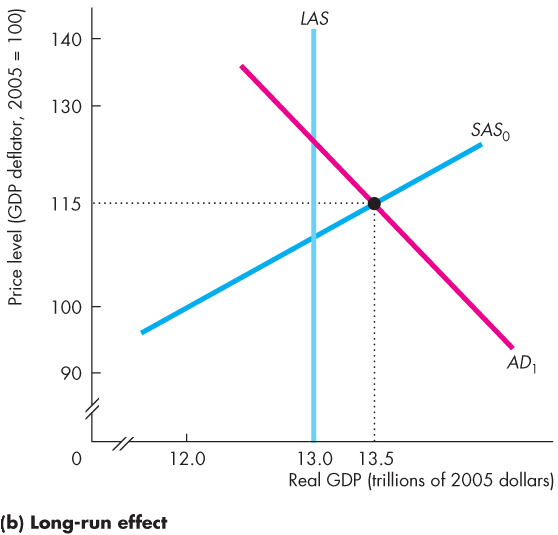 Price level (GDP deflator, 2005 = 100)
140
130
115
100
90
0
LAS
SAS0
AD1
12.0
13.0
13.5
Real GDP (trillions of 2005 dollars)
(b) Long-run effect